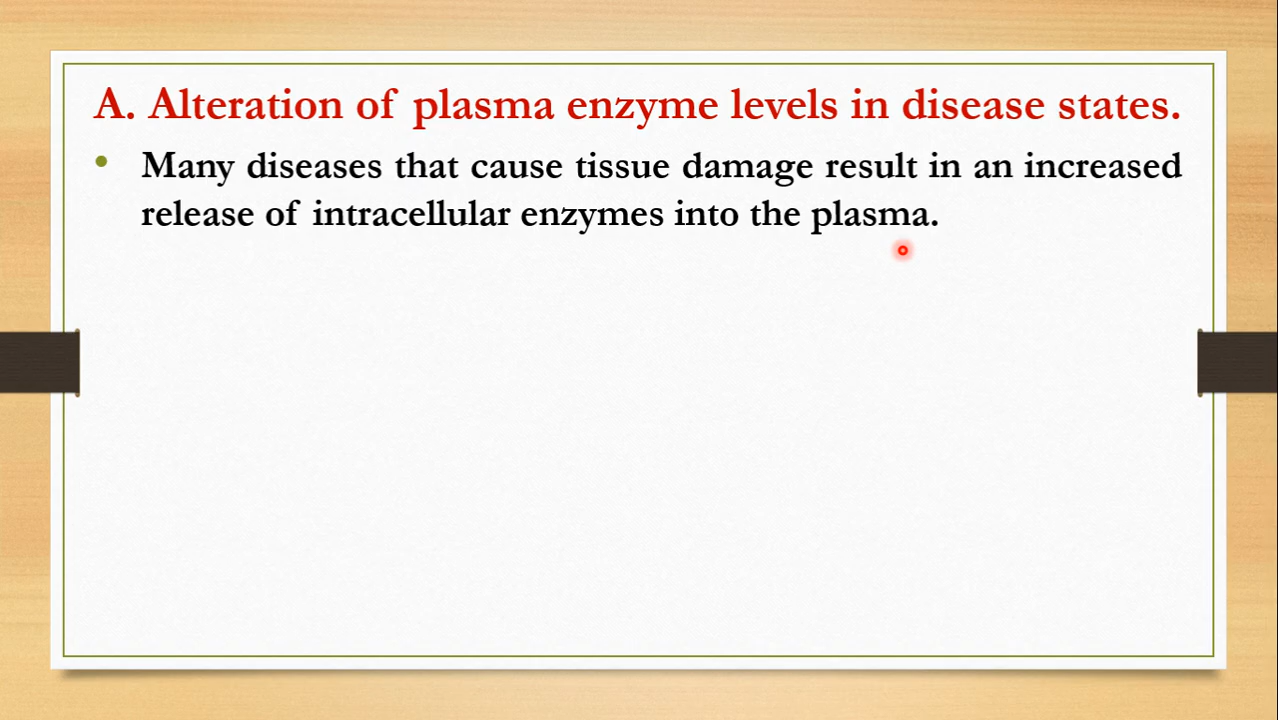 A. Alteration of plasma enzyme levels in disease states.
• Many diseases that cause tissue damage result in an increased
release of intracellular enzymes into the plasma.